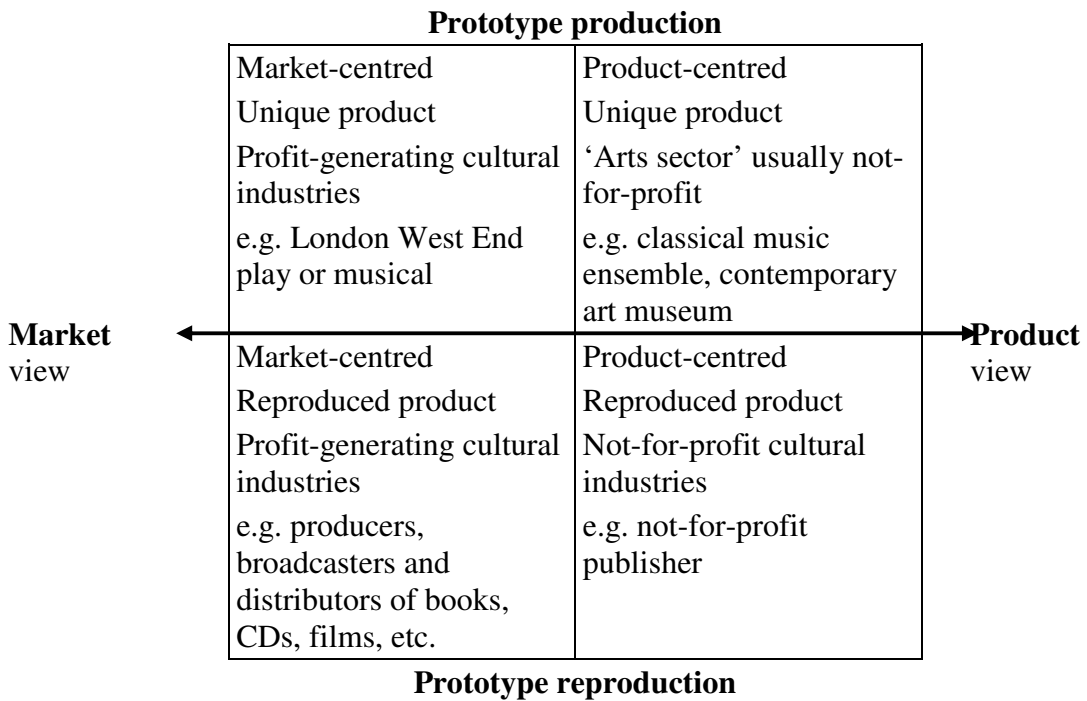 Prototype production
Market-centred
Unique product
Profit-generating cultural
industries
e.g. London West End
play or musical
Product-centred
Unique product
‘Arts sector’ usually not-
for-profit
e.g. classical music
ensemble, contemporary
art museum
Market
view
Product
view
Market-centred
Reproduced product
Profit-generating cultural
industries
e.g. producers,
broadcasters and
distributors of books,
CDs, films, etc.
Product-centred
Reproduced product
Not-for-profit cultural
industries
e.g. not-for-profit
publisher
Prototype reproduction